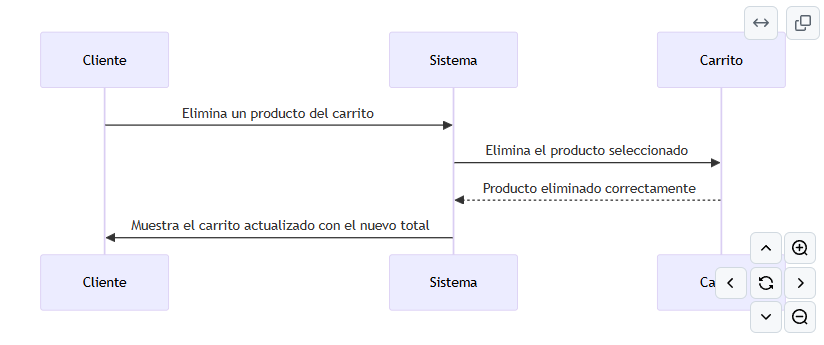 Cliente
Sistema
Carrito
Elimina un producto del carrito
Elimina el producto seleccionado
Producto eliminado correctamente
Muestra el carrito actualizado con el nuevo total
Cliente
Sistema
Ca